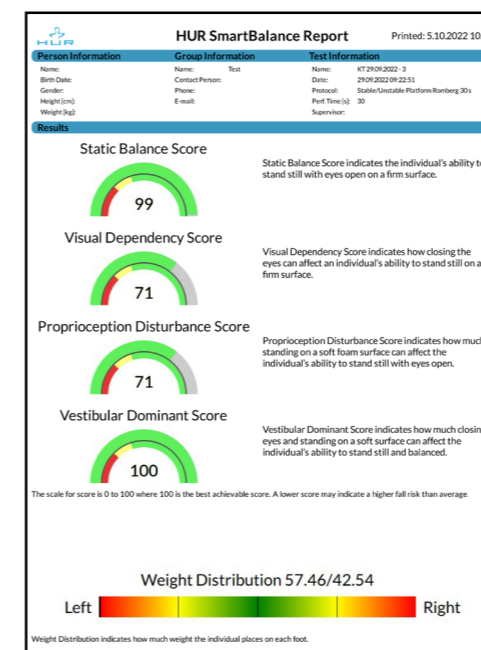 HUR
HUR SmartBalance Report
Printed: 5.10.2022 10
Person Information
Group Information
Test Information
Name:
Name: Test
Name: KT 29.09.2022 - 3
Birth Date:
Contact Person:
Date: 29.09.2022 09:22:51
Gender:
Phone:
Protocol: Stable/Unstable Platform Romberg 30 s
Height [cm]:
E-mail:
Perf. Time [s]: 30
Weight [kg]:
Supervisor:
Results
Static Balance Score
99
Static Balance Score indicates the individual's ability to
stand still with eyes open on a firm surface.
Visual Dependency Score
71
Visual Dependency Score indicates how closing the
eyes can affect an individual's ability to stand still on a
firm surface.
Proprioception Disturbance Score
71
Proprioception Disturbance Score indicates how much
standing on a soft foam surface can affect the
individual's ability to stand still with eyes open.
Vestibular Dominant Score
100
Vestibular Dominant Score indicates how much closin
eyes and standing on a soft surface can affect the
individual's ability to stand still and balanced.
The scale for score is 0 to 100 where 100 is the best achievable score. A lower score may indicate a higher fall risk than average
Weight Distribution 57.46/42.54
Left
Right
Weight Distribution indicates how much weight the individual places on each foot.